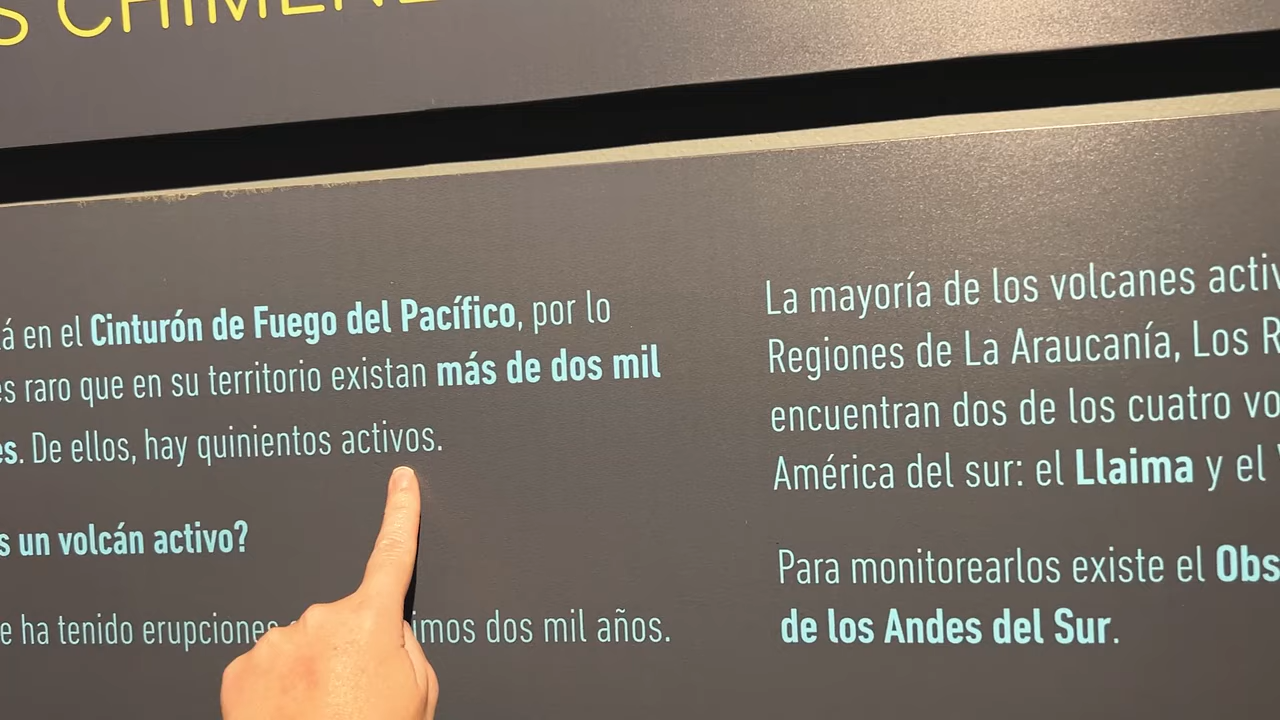 S CHIMENE
á en el Cinturón de Fuego del Pacífico, por lo
es raro que en su territorio existan más de dos mil
es. De ellos, hay quinientos activos.
s un volcán activo?
e ha tenido erupciones imos dos mil años.
La mayoría de los volcanes activ
Regiones de La Araucanía, Los R
encuentran dos de los cuatro vo
América del sur: el Llaima y el
Para monitorearlos existe el Obs
de los Andes del Sur.